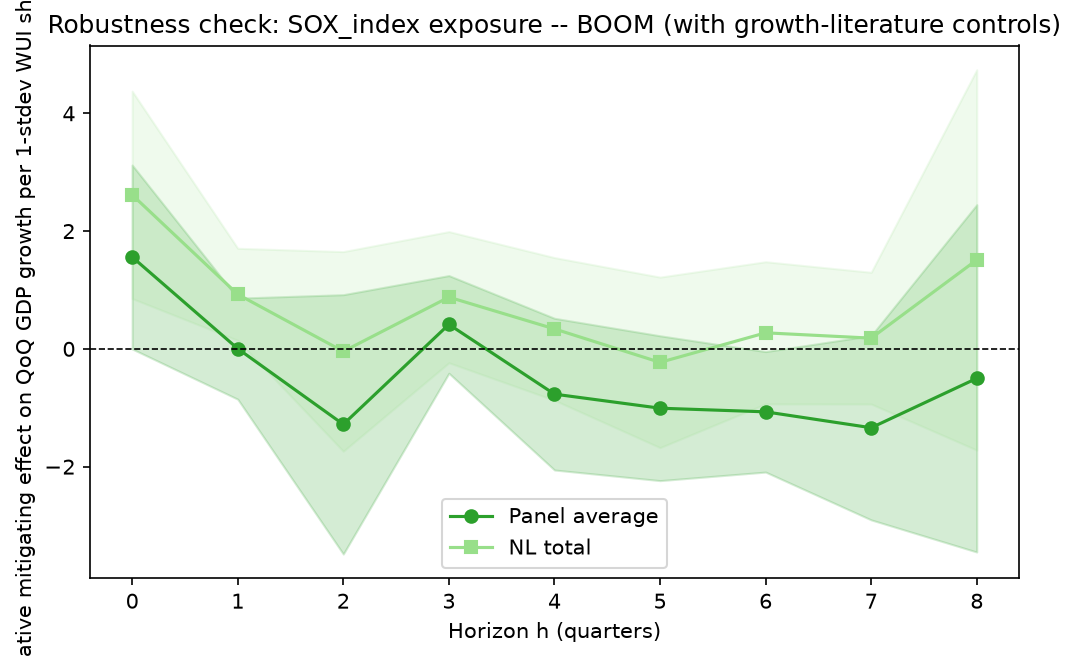 Robustness check: SOX_index exposure -- BOOM (with growth-literature controls)
ative mitigating effect on QoQ GDP growth per 1-stdev WUI sh
4
2
0
−2
Panel average
NL total
0 1 2 3 4 5 6 7 8
Horizon h (quarters)